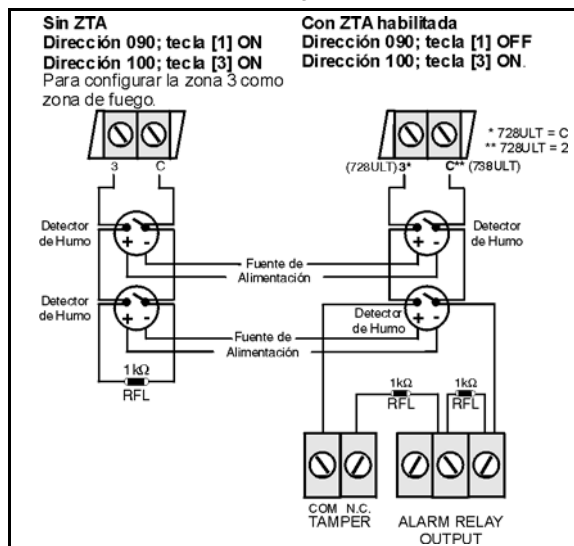 Sin ZTA
Dirección 090; tecla [1] ON
Dirección 100; tecla [3] ON
Para configurar la zona 3 como
zona de fuego.
Con ZTA habilitada
Dirección 090; tecla [1] OFF
Dirección 100; tecla [3] ON.
* 728ULT = C
** 728ULT = 2
3 C
(728ULT) 3* C** (738ULT)
Detector
de Humo
+ -
Fuente de
Alimentación
+ -
Detector
de Humo
Detector
de Humo
+ -
Fuente de
Alimentación
Detector
de Humo
+ -
1kΩ
RFL
1kΩ
RFL
1kΩ
RFL
COM N.C.
TAMPER
ALARM RELAY
OUTPUT